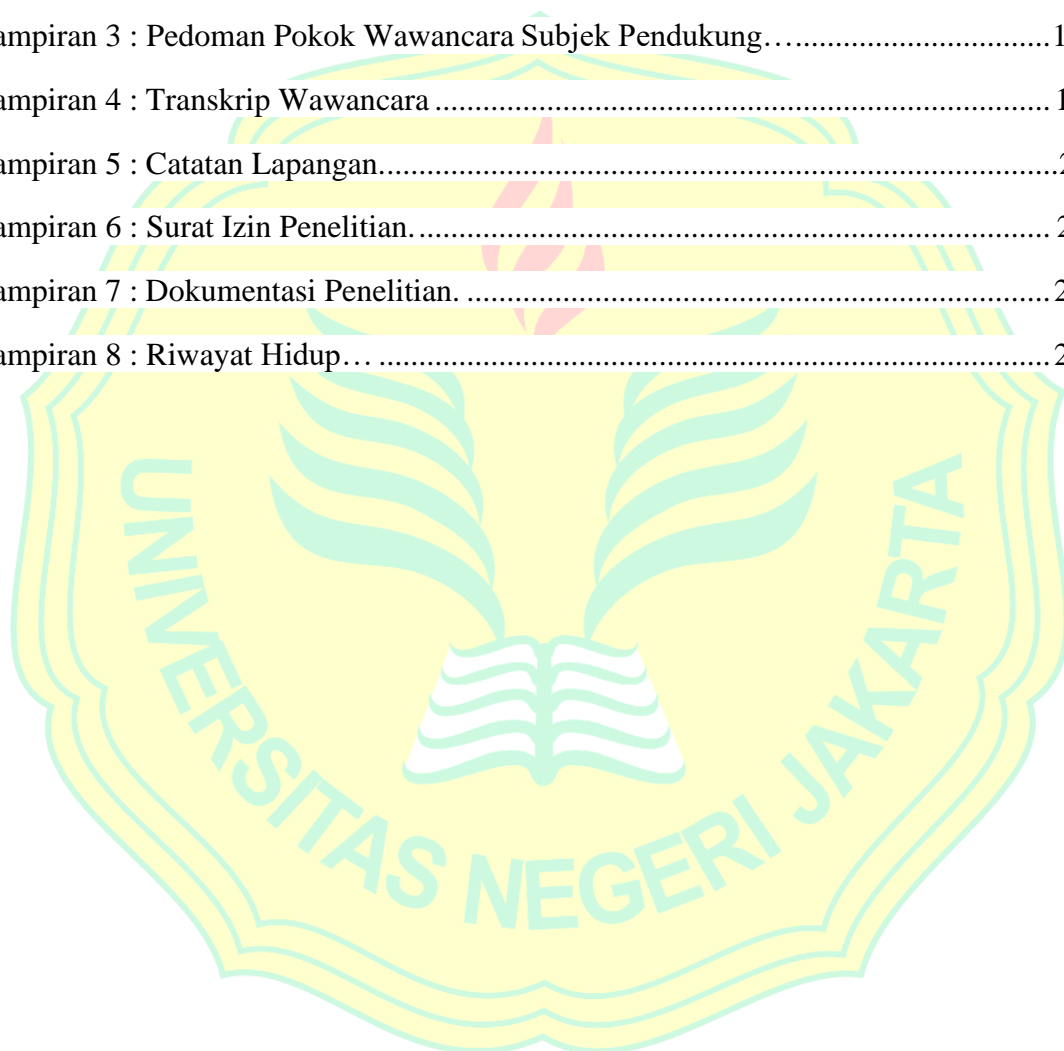 ampiran 3 : Pedoman Pokok Wawancara Subjek Pendukung….............................1
ampiran 4 : Transkrip Wawancara ...................................................................... 1
ampiran 5 : Catatan Lapangan.............................................................................2
ampiran 6 : Surat Izin Penelitian......................................................................... 2
ampiran 7 : Dokumentasi Penelitian. ..................................................................2
ampiran 8 : Riwayat Hidup… ............................................................................2
UNIVERSITAS NEGERI JAKARTA